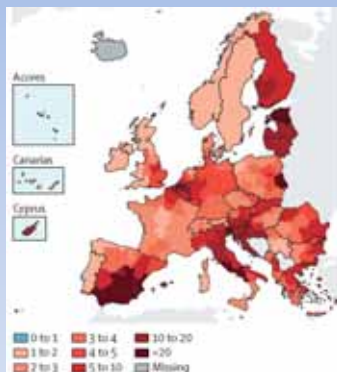 Acores
Canarias
Cyprus
0 to 1
3 to 4
10 to 20
1 to 2
4 to 5
>20
2 to 3
5 to 10
Missing